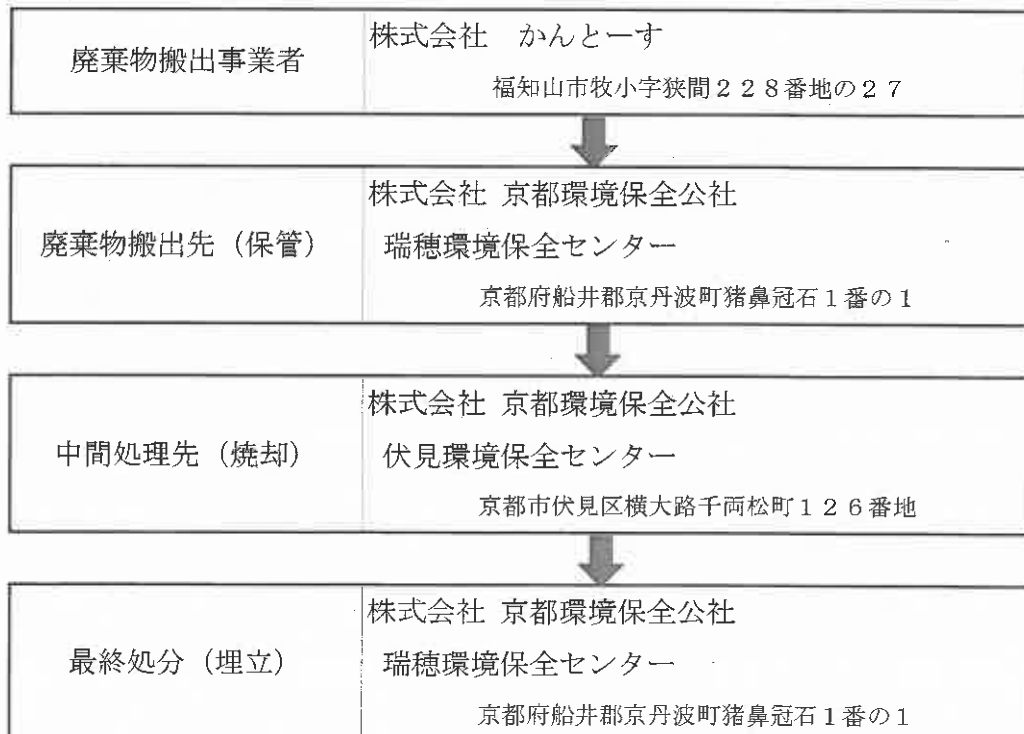 廃棄物搬出事業者
株式会社　かんとーす
福知山市牧小字狭間２２８番地の２７
廃棄物搬出先（保管）
株式会社 京都環境保全公社
瑞穂環境保全センター
京都府船井郡京丹波町猪鼻冠石１番の１
中間処理先（焼却）
株式会社 京都環境保全公社
伏見環境保全センター
京都市伏見区横大路千両松町１２６番地
最終処分（埋立）
株式会社 京都環境保全公社
瑞穂環境保全センター
京都府船井郡京丹波町猪鼻冠石１番の１